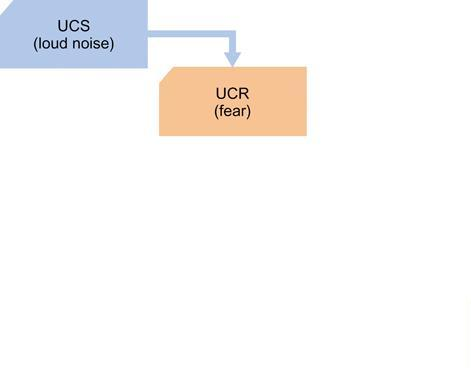 UCS
(loud noise)
UCR
(fear)